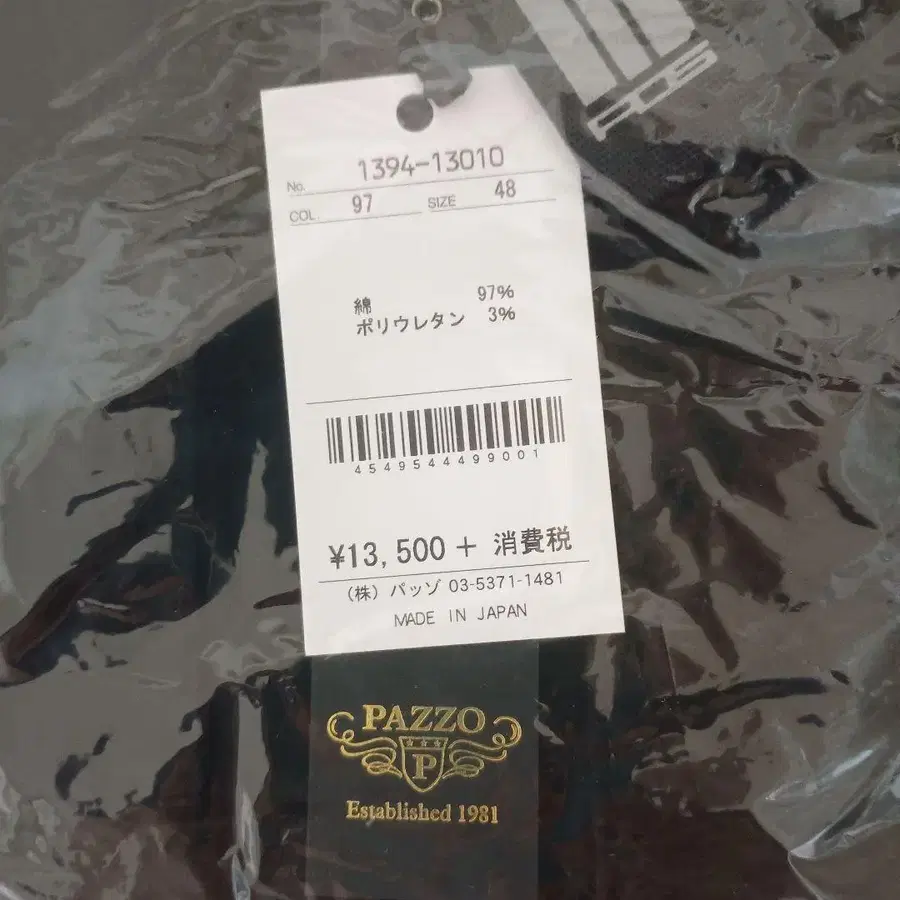 No. 1394-13010
COL. 97 SIZE 48
綿 97%
ポリウレタン 3%
4549544499001
¥13,500 + 消費税
(株) パッゾ 03-5371-1481
MADE IN JAPAN
PAZZO
P
Established 1981